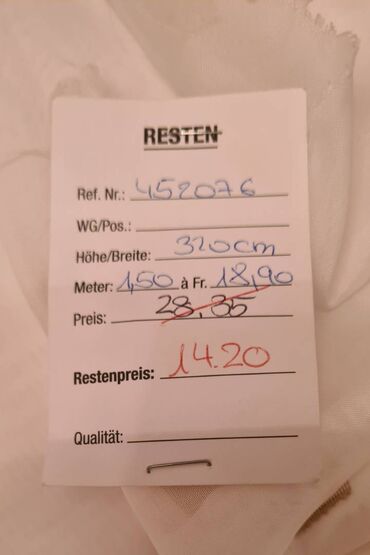 RESTEN
Ref. Nr.: 452076
WG/Pos.:
Höhe/Breite: 320cm
Meter: 1,50 à Fr. 18,90
Preis: 28,35
Restenpreis: 14.20
Qualität: